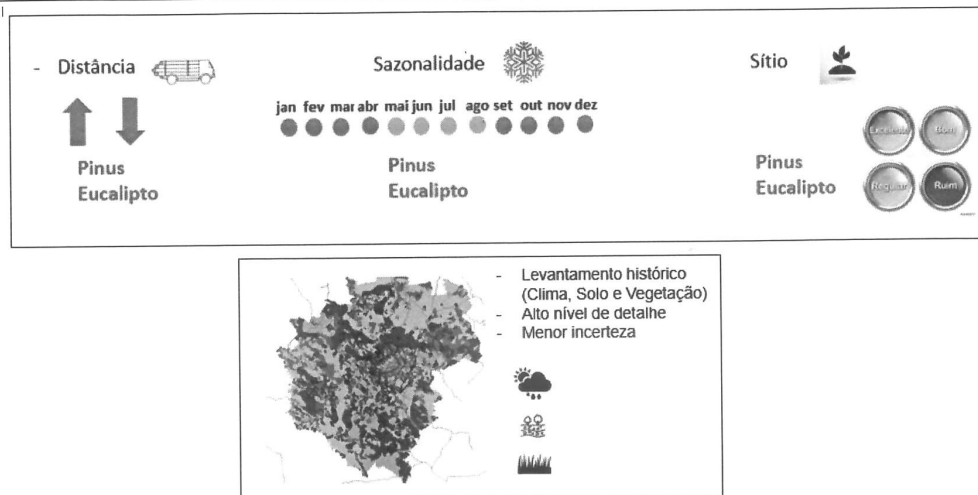 - Distância
Sazonalidade
Sítio
jan fev mar abr mai jun jul ago set out nov dez
Pinus
Eucalipto
Pinus
Eucalipto
Pinus
Eucalipto
Excelente
Bom
Regular
Ruim
- Levantamento histórico
(Clima, Solo e Vegetação)
- Alto nível de detalhe
- Menor incerteza